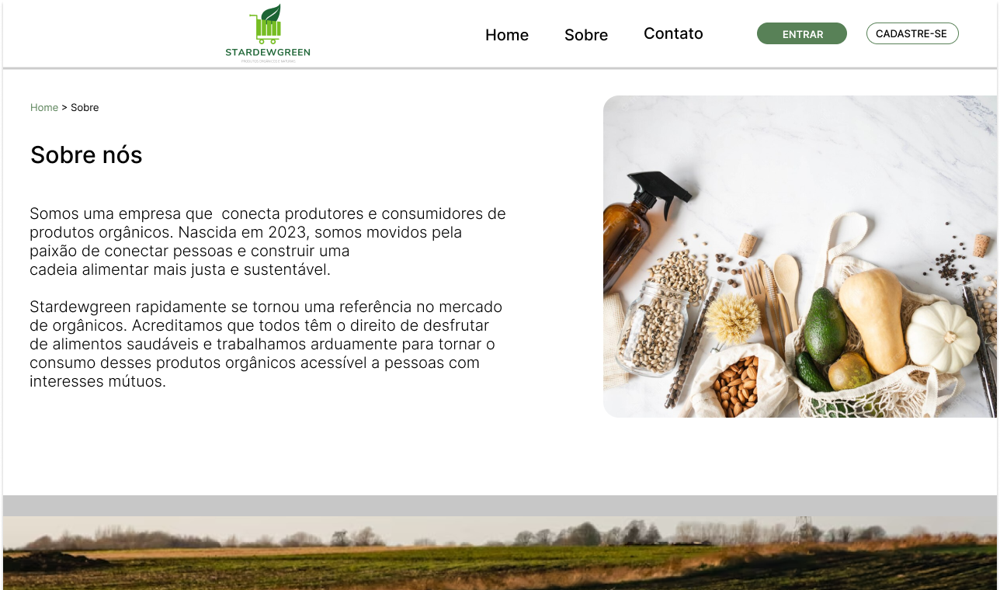 STARDEWGREEN
PRODUTOS ORGÂNICOS E NATURAIS
Home
Sobre
Contato
ENTRAR
CADASTRE-SE
Home > Sobre
Sobre nós
Somos uma empresa que  conecta produtores e consumidores de
produtos orgânicos. Nascida em 2023, somos movidos pela
paixão de conectar pessoas e construir uma
cadeia alimentar mais justa e sustentável.
Stardewgreen rapidamente se tornou uma referência no mercado
de orgânicos. Acreditamos que todos têm o direito de desfrutar
de alimentos saudáveis e trabalhamos arduamente para tornar o
consumo desses produtos orgânicos acessível a pessoas com
interesses mútuos.